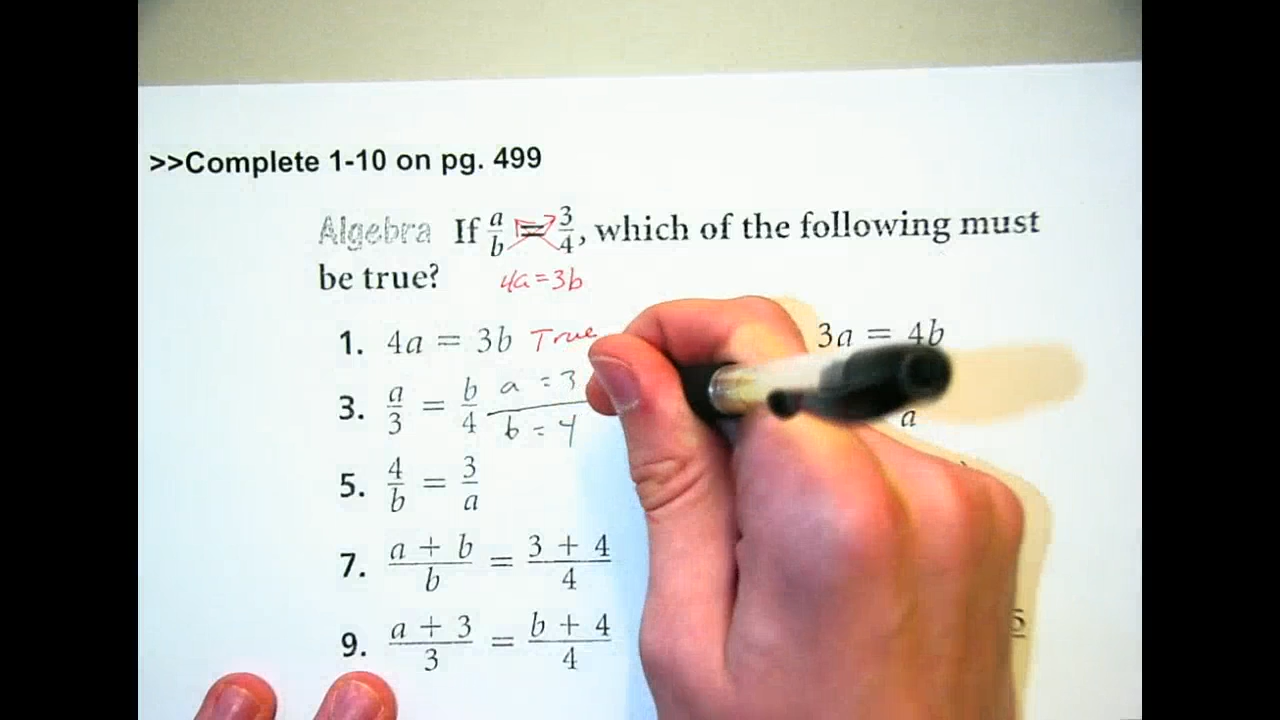 >>Complete 1-10 on pg. 499
Algebra If a/b = 3/4, which of the following must
be true?
4a=3b
1. 4a = 3b True
3a = 4b
3. a/3 = b/4
a = 3
b = 4
a
5. 4/b = 3/a
7. (a + b)/b = (3 + 4)/4
9. (a + 3)/3 = (b + 4)/4